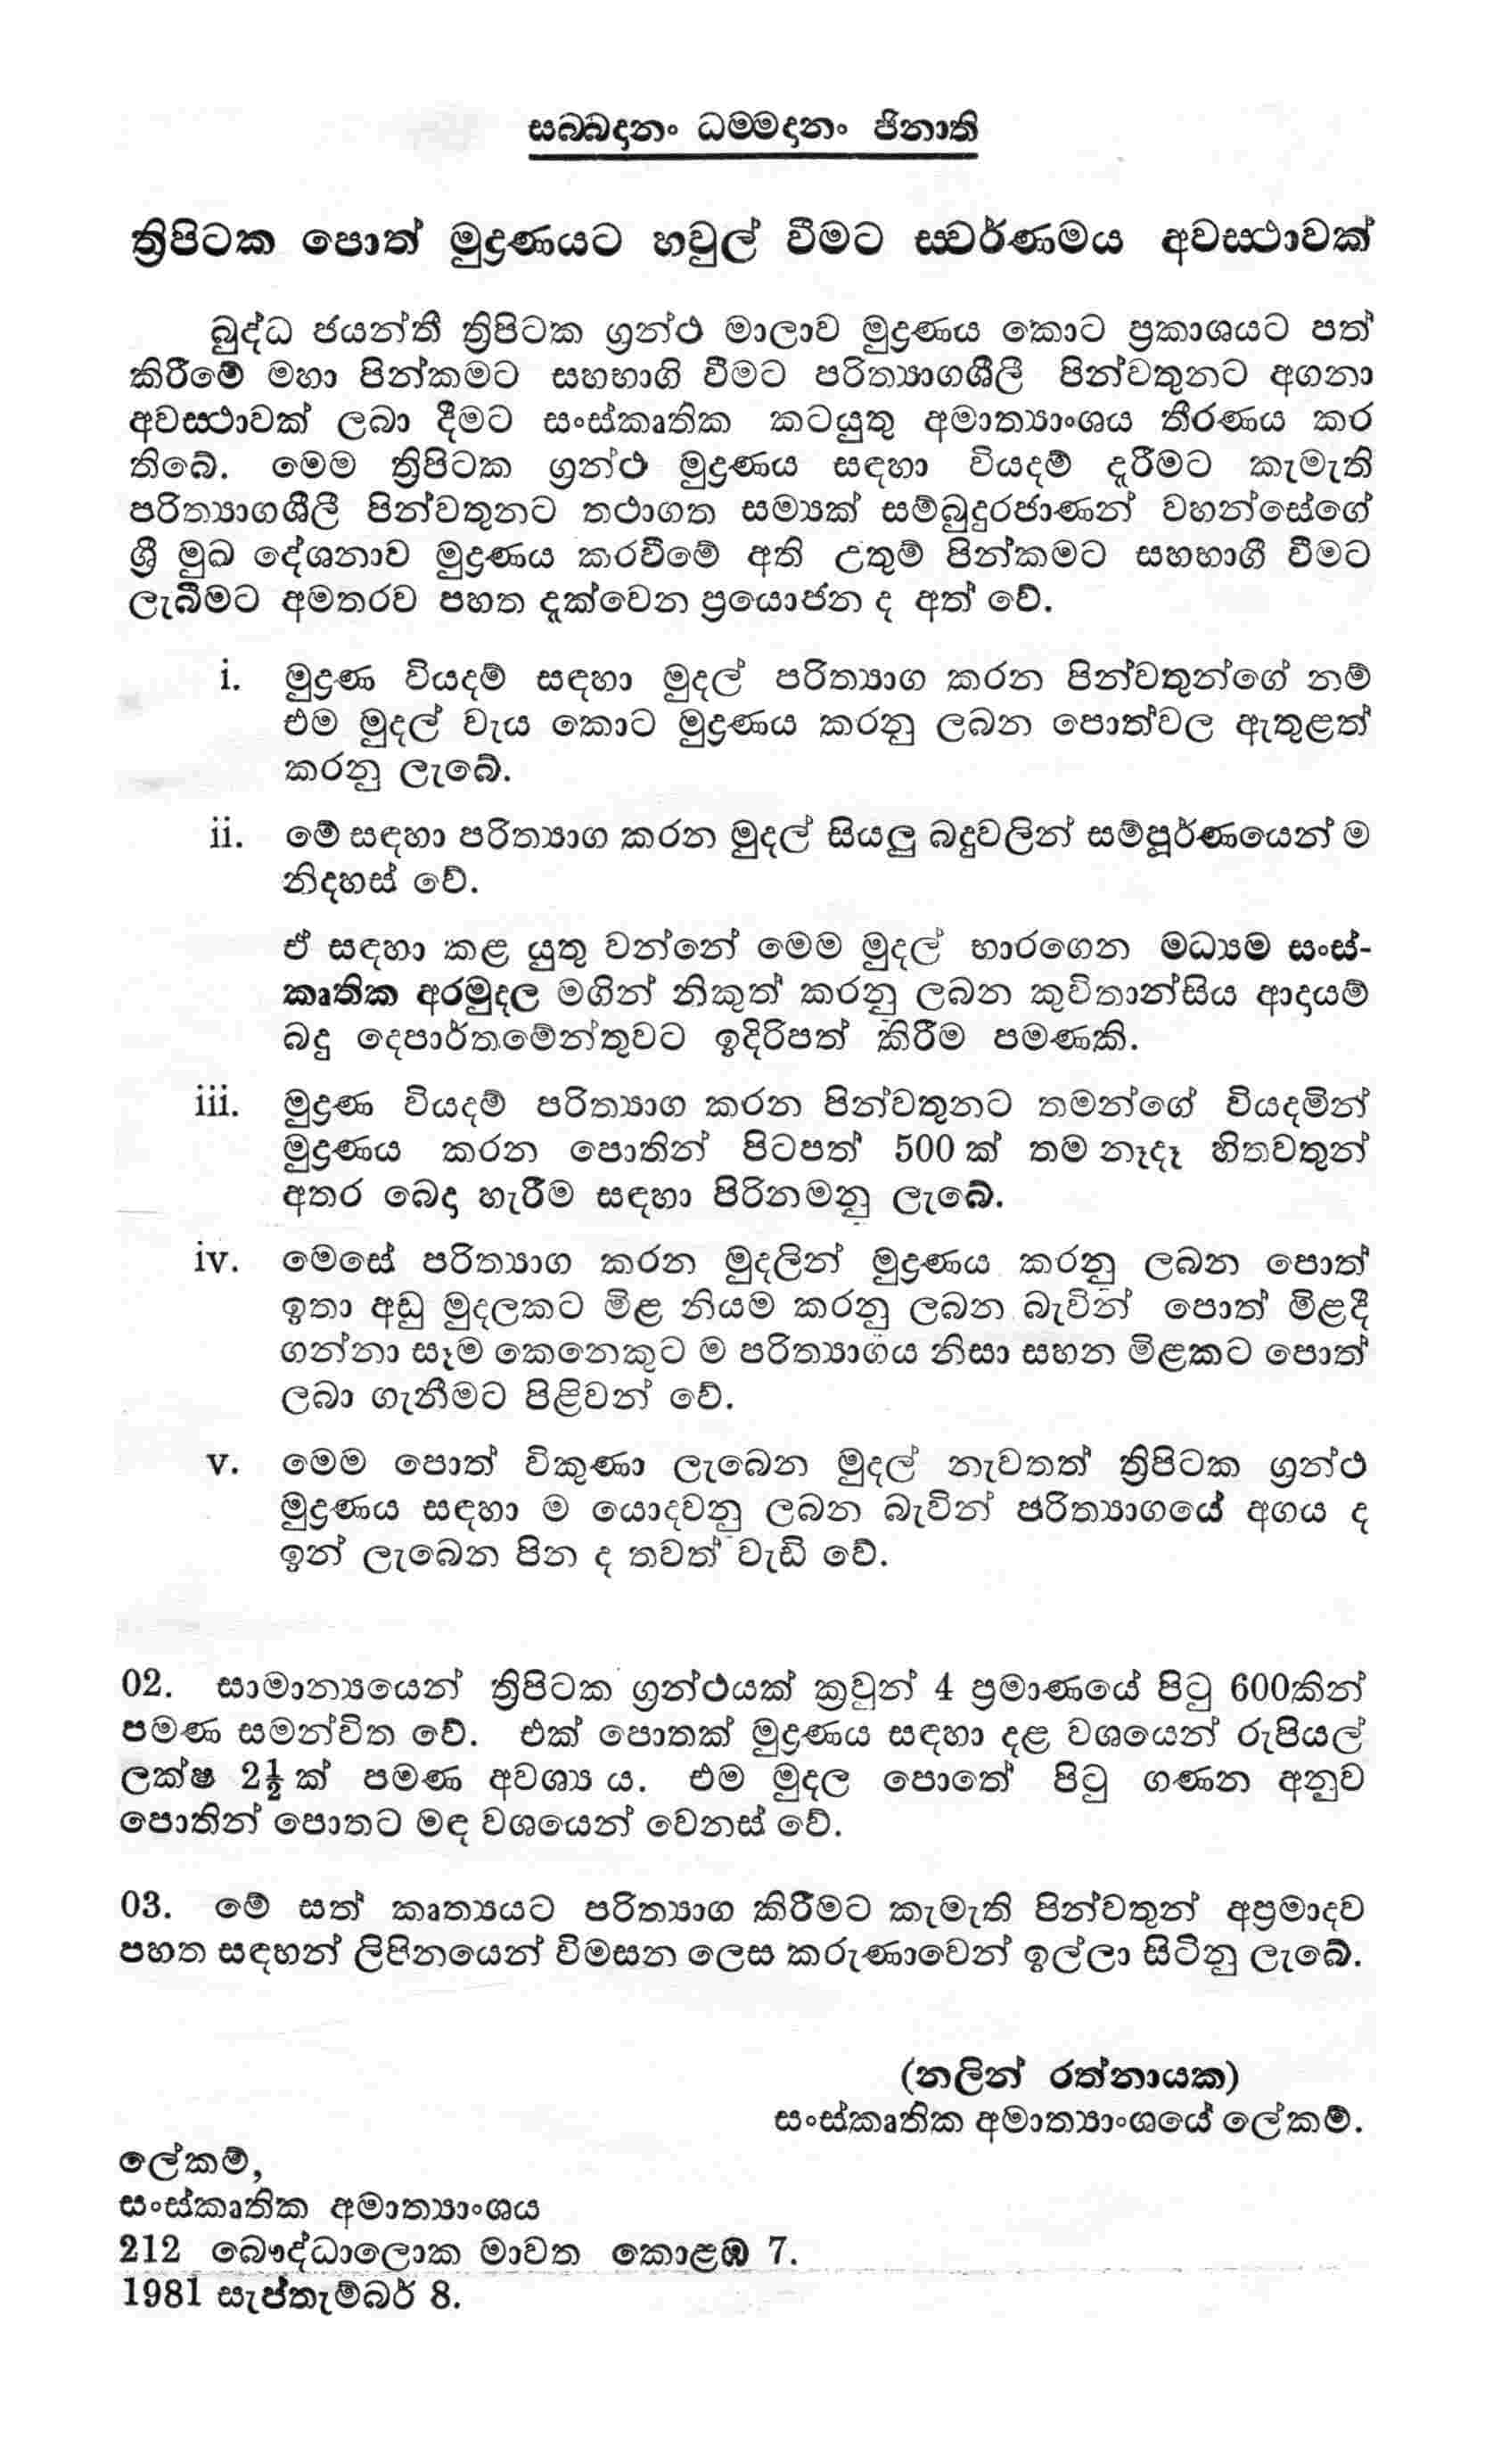 සබ්බදානං ධම්මදානං ජිනාති
ත්‍රිපිටක පොත් මුද්‍රණයට හවුල් වීමට ස්වර්ණමය අවස්ථාවක්
බුද්ධ ජයන්තී ත්‍රිපිටක ග්‍රන්ථ මාලාව මුද්‍රණය කොට ප්‍රකාශයට පත්
කිරීමේ මහා පින්කමට සහභාගි වීමට පරිත්‍යාගශීලී පින්වතුනට අගනා
අවස්ථාවක් ලබා දීමට සංස්කෘතික කටයුතු අමාත්‍යාංශය තීරණය කර
තිබේ. මෙම ත්‍රිපිටක ග්‍රන්ථ මුද්‍රණය සඳහා වියදම් දැරීමට කැමැති
පරිත්‍යාගශීලී පින්වතුනට තථාගත සම්‍යක් සම්බුදුරජාණන් වහන්සේගේ
ශ්‍රී මුඛ දේශනාව මුද්‍රණය කරවීමේ අති උතුම් පින්කමට සහභාගී වීමට
ලැබීමට අමතරව පහත දැක්වෙන ප්‍රයොජන ද අත් වේ.
i. මුද්‍රණ වියදම් සඳහා මුදල් පරිත්‍යාග කරන පින්වතුන්ගේ නම්
එම මුදල් වැය කොට මුද්‍රණය කරනු ලබන පොත්වල ඇතුළත්
කරනු ලැබේ.
ii. මේ සඳහා පරිත්‍යාග කරන මුදල් සියලු බදුවලින් සම්පූර්ණයෙන් ම
නිදහස් වේ.
ඒ සඳහා කළ යුතු වන්නේ මෙම මුදල් භාරගෙන මධ්‍යම සංස්-
කෘතික අරමුදල මගින් නිකුත් කරනු ලබන කුවිතාන්සිය ආදායම්
බදු දෙපාර්තමේන්තුවට ඉදිරිපත් කිරීම පමණකි.
iii. මුද්‍රණ වියදම් පරිත්‍යාග කරන පින්වතුනට තමන්ගේ වියදමින්
මුද්‍රණය කරන පොතින් පිටපත් 500 ක් තම නෑදෑ හිතවතුන්
අතර බෙදා හැරීම සඳහා පිරිනමනු ලැබේ.
iv. මෙසේ පරිත්‍යාග කරන මුදලින් මුද්‍රණය කරනු ලබන පොත්
ඉතා අඩු මුදලකට මිළ නියම කරනු ලබන බැවින් පොත් මිළදී
ගන්නා සෑම කෙනෙකුට ම පරිත්‍යාගය නිසා සහන මිළකට පොත්
ලබා ගැනීමට පිළිවන් වේ.
v. මෙම පොත් විකුණා ලැබෙන මුදල් නැවතත් ත්‍රිපිටක ග්‍රන්ථ
මුද්‍රණය සඳහා ම යොදවනු ලබන බැවින් පරිත්‍යාගයේ අගය ද
ඉන් ලැබෙන පින ද තවත් වැඩි වේ.
02. සාමාන්‍යයෙන් ත්‍රිපිටක ග්‍රන්ථයක් ක්‍රවුන් 4 ප්‍රමාණයේ පිටු 600කින්
පමණ සමන්විත වේ. එක් පොතක් මුද්‍රණය සඳහා දළ වශයෙන් රුපියල්
ලක්ෂ 2½ ක් පමණ අවශ්‍ය ය. එම මුදල පොතේ පිටු ගණන අනුව
පොතින් පොතට මඳ වශයෙන් වෙනස් වේ.
03. මේ සත් කෘත්‍යයට පරිත්‍යාග කිරීමට කැමැති පින්වතුන් අප්‍රමාදව
පහත සඳහන් ලිපිනයෙන් විමසන ලෙස කරුණාවෙන් ඉල්ලා සිටිනු ලැබේ.
(නලින් රත්නායක)
සංස්කෘතික අමාත්‍යාංශයේ ලේකම්.
ලේකම්,
සංස්කෘතික අමාත්‍යාංශය
212 බෞද්ධාලොක මාවත කොළඹ 7.
1981 සැප්තැම්බර් 8.